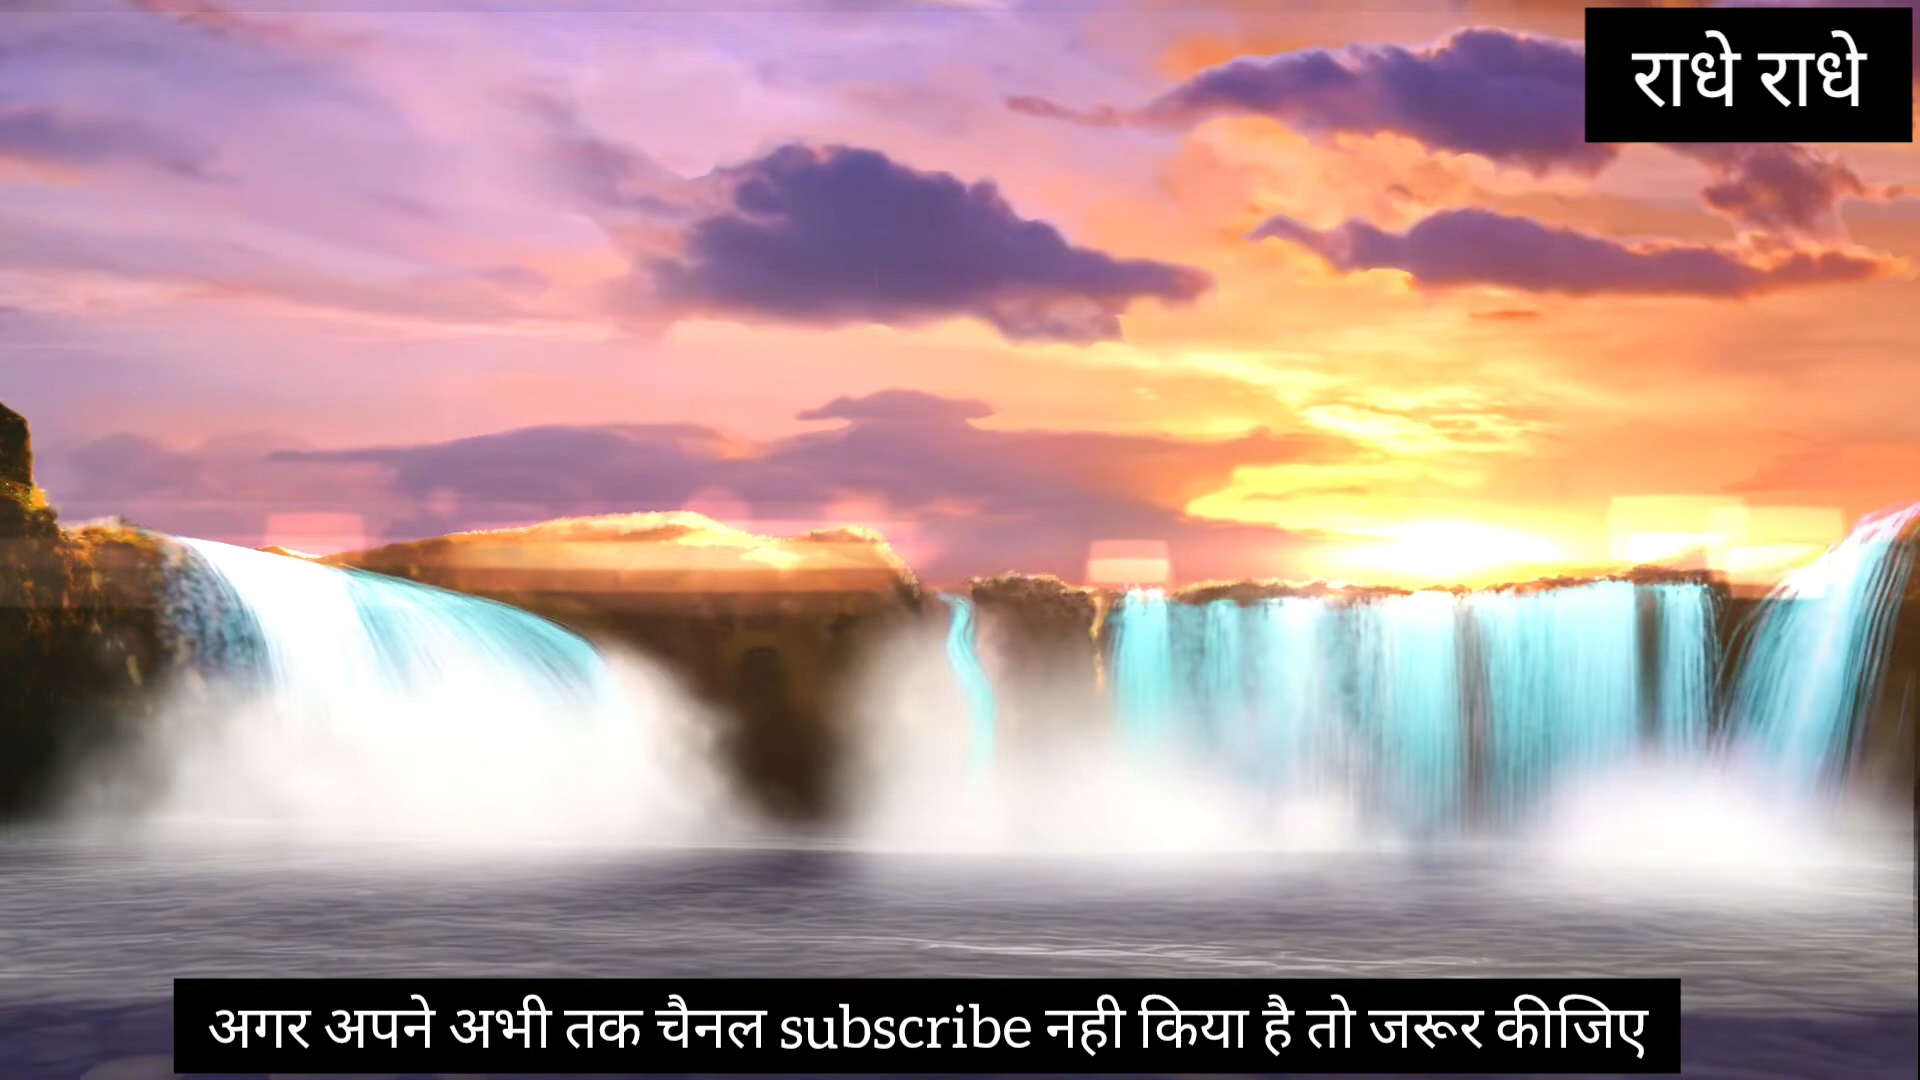 राधे राधे
अगर अपने अभी तक चैनल subscribe नही किया है तो जरूर कीजिए